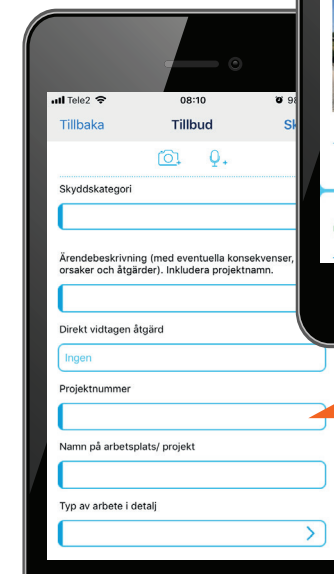 Tele2 08:10
Tillbaka Tillbud
Skyddskategori
Ärendebeskrivning (med eventuella konsekvenser,
orsaker och åtgärder). Inkludera projektnamn.
Direkt vidtagen åtgärd
Ingen
Projektnummer
Namn på arbetsplats/ projekt
Typ av arbete i detalj